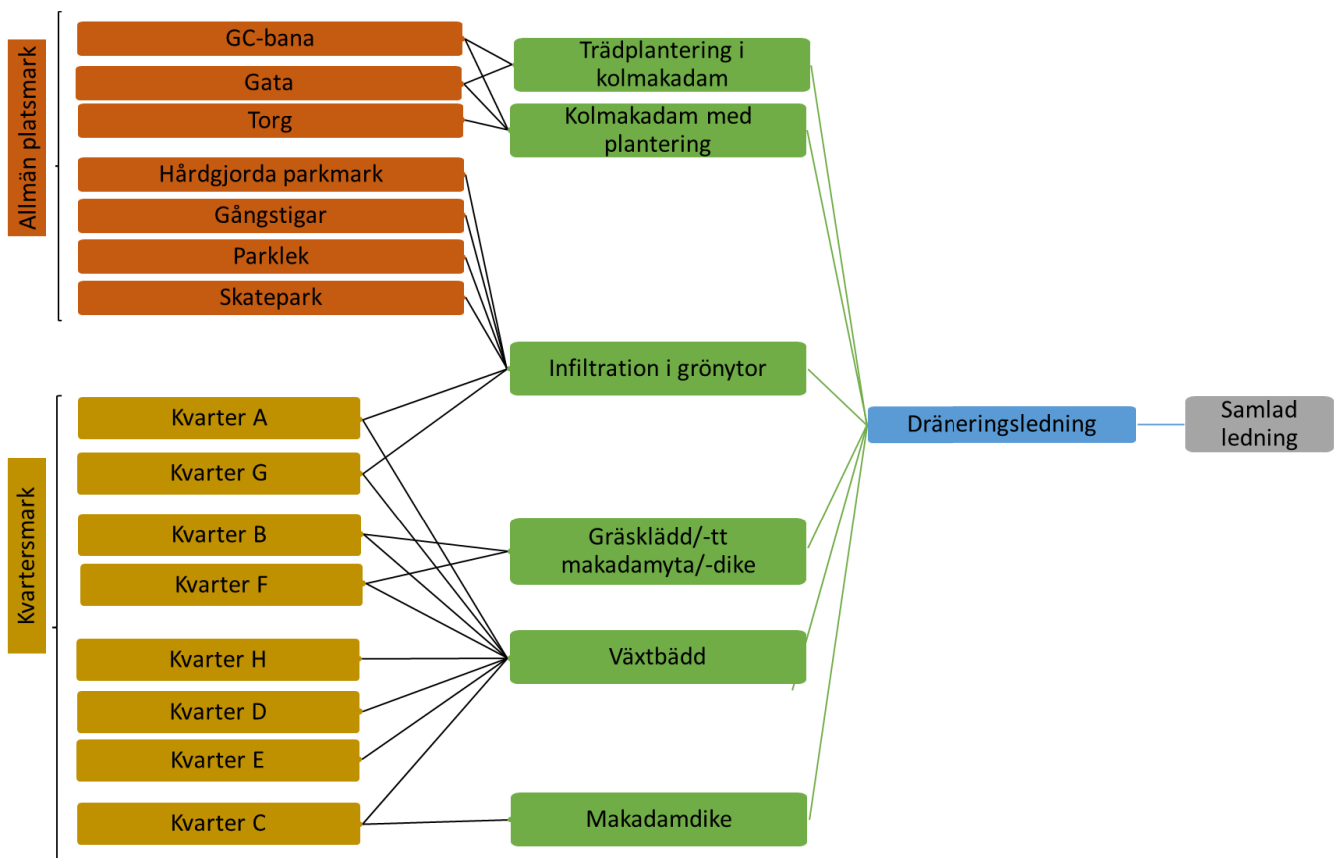 Allmän platsmark
GC-bana
Gata
Torg
Hårdgjorda parkmark
Gångstigar
Parklek
Skatepark
Kvartersmark
Kvarter A
Kvarter G
Kvarter B
Kvarter F
Kvarter H
Kvarter D
Kvarter E
Kvarter C
Trädplantering i
kolmakadam
Kolmakadam med
plantering
Infiltration i grönytor
Gräsklädd/-tt
makadamyta/-dike
Växtbädd
Makadamdike
Dräneringsledning
Samlad
ledning